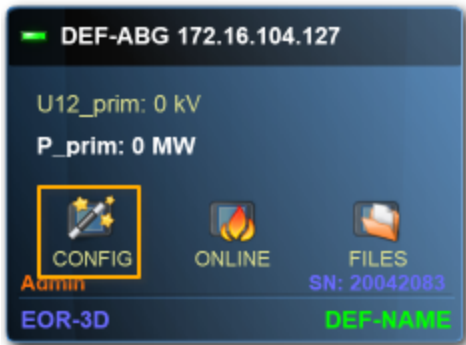 DEF-ABG 172.16.104.127
U12_prim: 0 kV
P_prim: 0 MW
CONFIG ONLINE FILES
Admin SN: 20042083
EOR-3D DEF-NAME